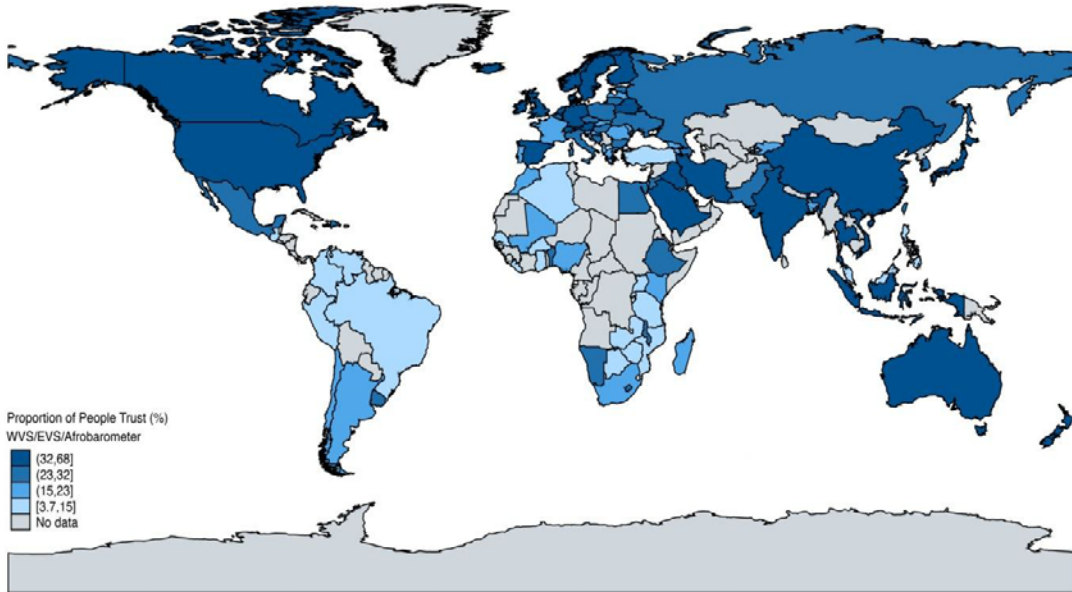 Proportion of People Trust (%)
WVS/EVS/Afrobarometer
(32,68]
(23,32]
(15,23]
[3.7,15]
No data